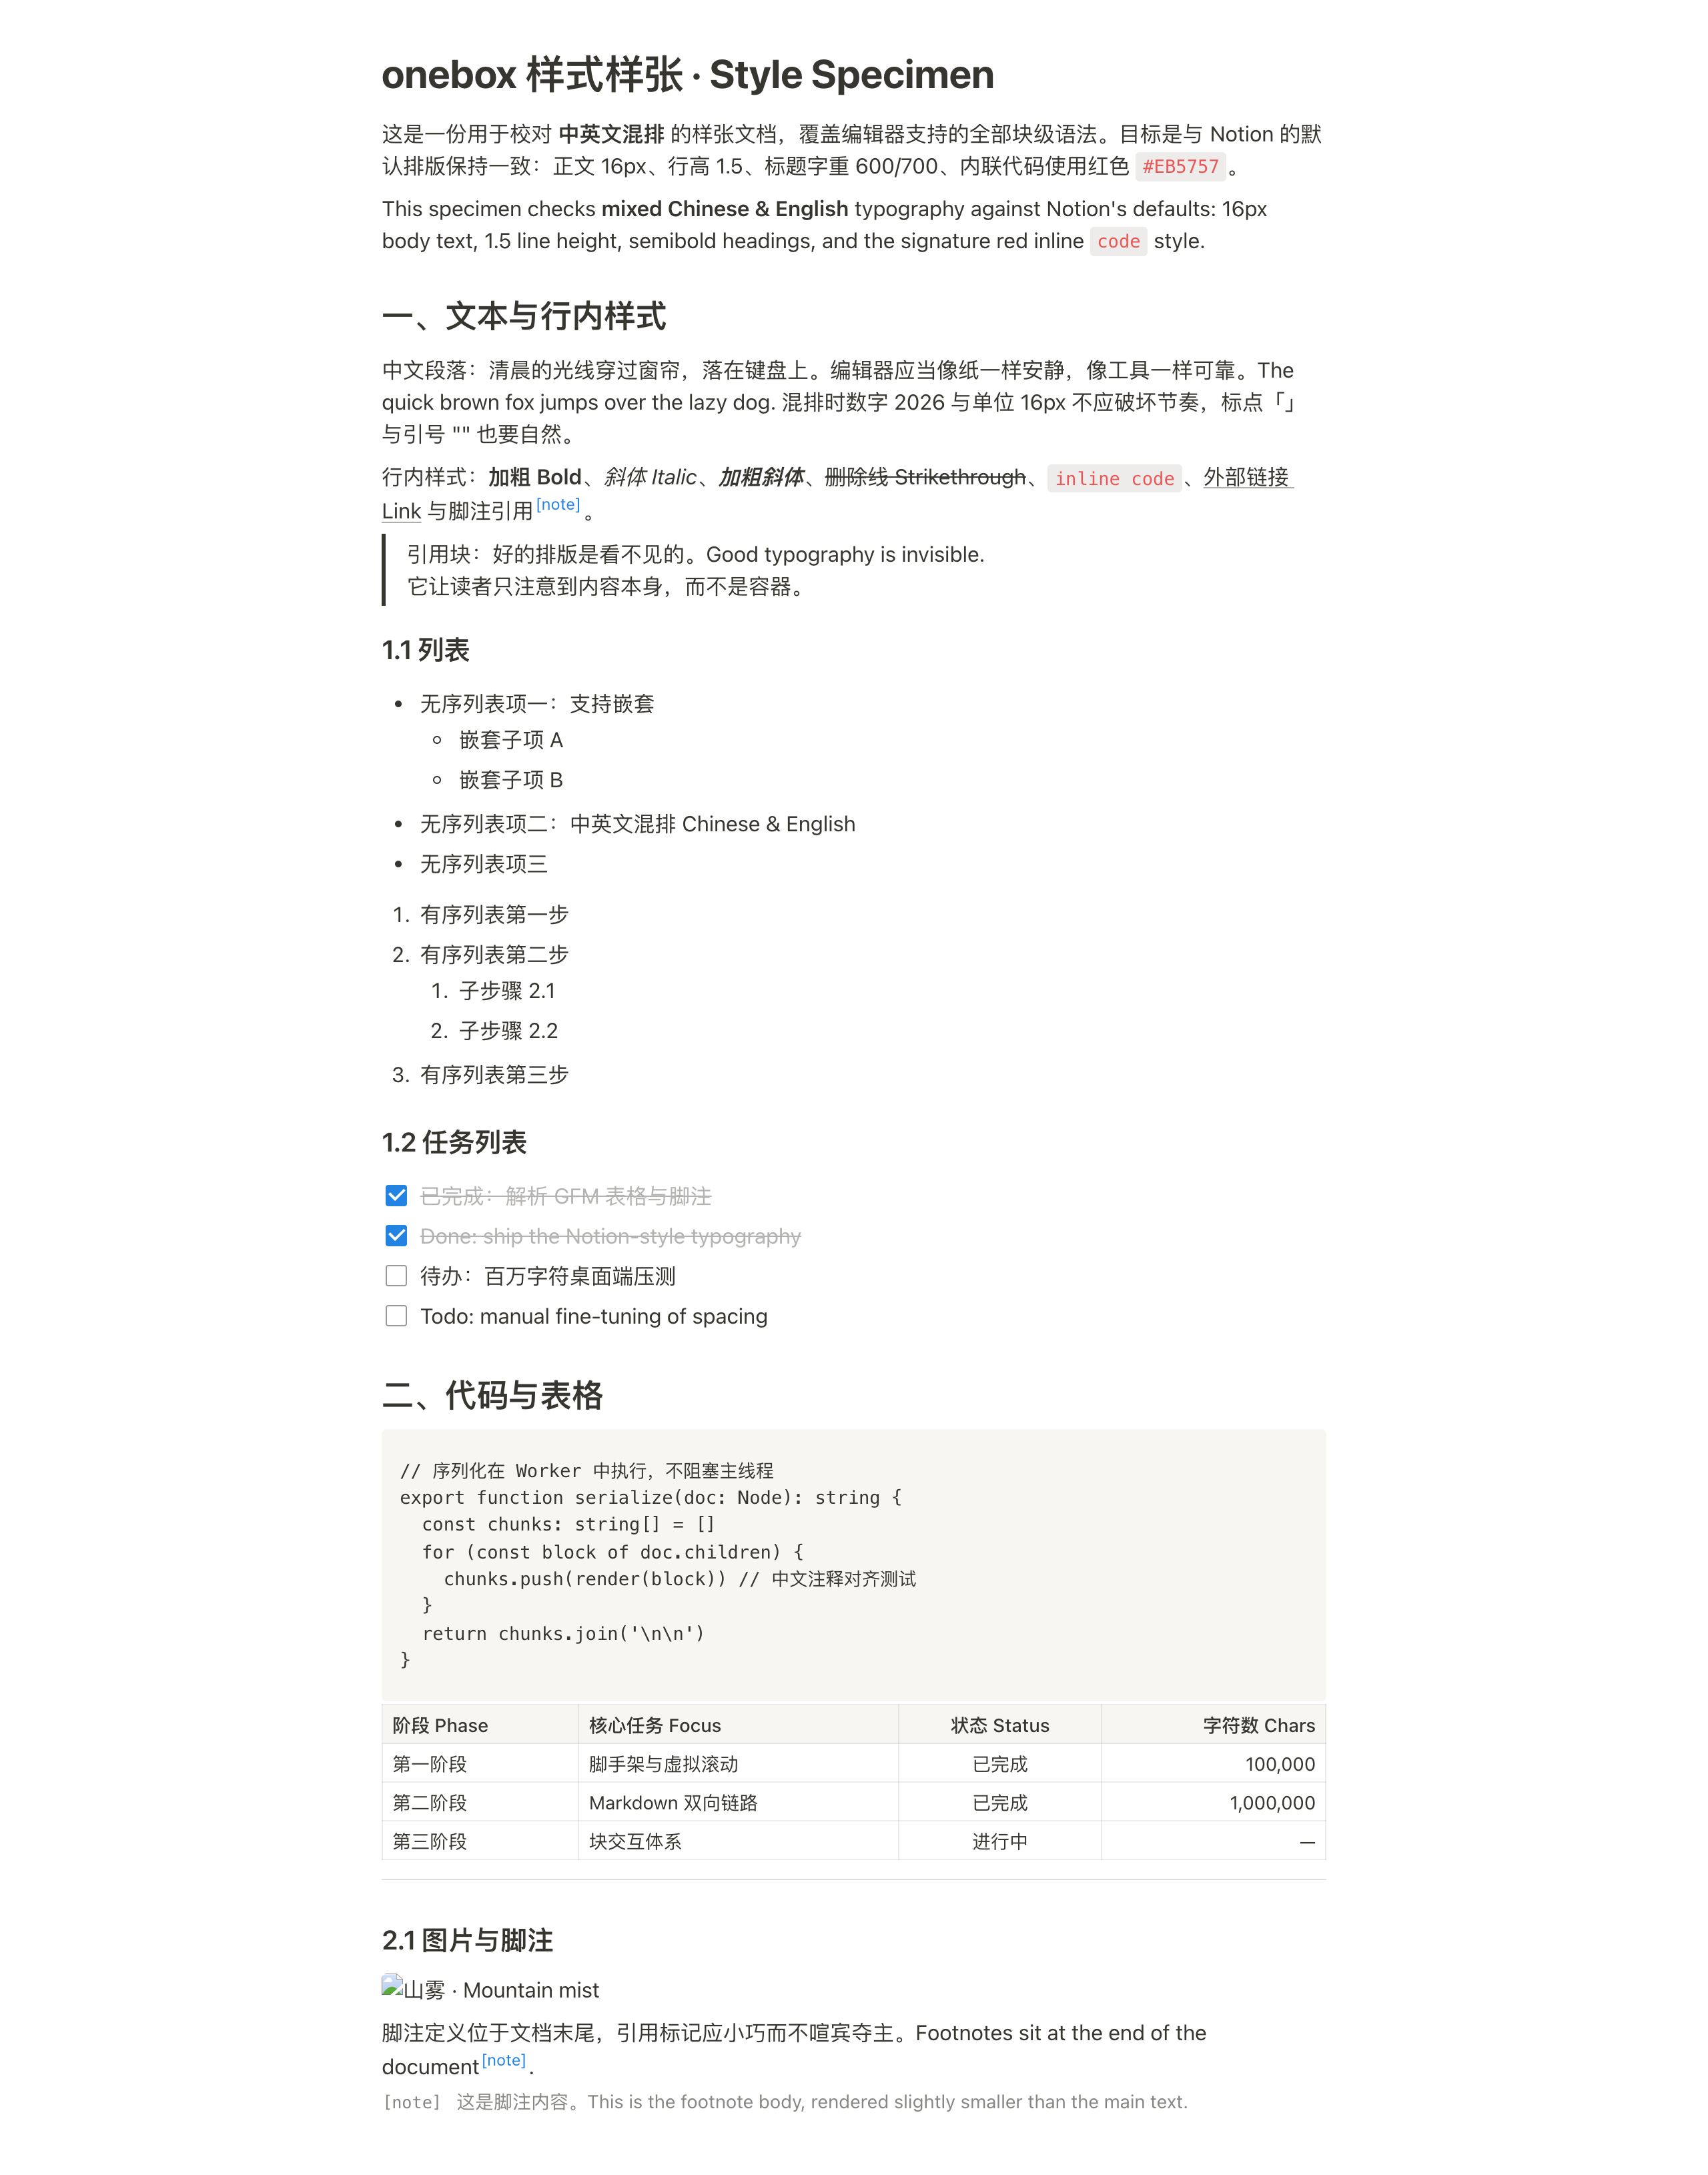 onebox 样式样张 · Style Specimen
这是一份用于校对 中英文混排 的样张文档，覆盖编辑器支持的全部块级语法。目标是与 Notion 的默
认排版保持一致：正文 16px、行高 1.5、标题字重 600/700、内联代码使用红色 #EB5757。
This specimen checks mixed Chinese & English typography against Notion's defaults: 16px
body text, 1.5 line height, semibold headings, and the signature red inline code style.
一、文本与行内样式
中文段落：清晨的光线穿过窗帘，落在键盘上。编辑器应当像纸一样安静，像工具一样可靠。The
quick brown fox jumps over the lazy dog. 混排时数字 2026 与单位 16px 不应破坏节奏，标点「」
与引号 "" 也要自然。
行内样式：加粗 Bold、斜体 Italic、加粗斜体、删除线 Strikethrough、inline code、外部链接
Link 与脚注引用[note]。
引用块：好的排版是看不见的。Good typography is invisible.
它让读者只注意到内容本身，而不是容器。
1.1 列表
• 无序列表项一：支持嵌套
◦ 嵌套子项 A
◦ 嵌套子项 B
• 无序列表项二：中英文混排 Chinese & English
• 无序列表项三
1. 有序列表第一步
2. 有序列表第二步
1. 子步骤 2.1
2. 子步骤 2.2
3. 有序列表第三步
1.2 任务列表
已完成：解析 GFM 表格与脚注
Done: ship the Notion-style typography
待办：百万字符桌面端压测
Todo: manual fine-tuning of spacing
二、代码与表格
// 序列化在 Worker 中执行，不阻塞主线程
export function serialize(doc: Node): string {
  const chunks: string[] = []
  for (const block of doc.children) {
    chunks.push(render(block)) // 中文注释对齐测试
  }
  return chunks.join('\n\n')
}
阶段 Phase 核心任务 Focus 状态 Status 字符数 Chars
第一阶段 脚手架与虚拟滚动 已完成 100,000
第二阶段 Markdown 双向链路 已完成 1,000,000
第三阶段 块交互体系 进行中 —
2.1 图片与脚注
山雾 · Mountain mist
脚注定义位于文档末尾，引用标记应小巧而不喧宾夺主。Footnotes sit at the end of the
document[note].
[note] 这是脚注内容。This is the footnote body, rendered slightly smaller than the main text.